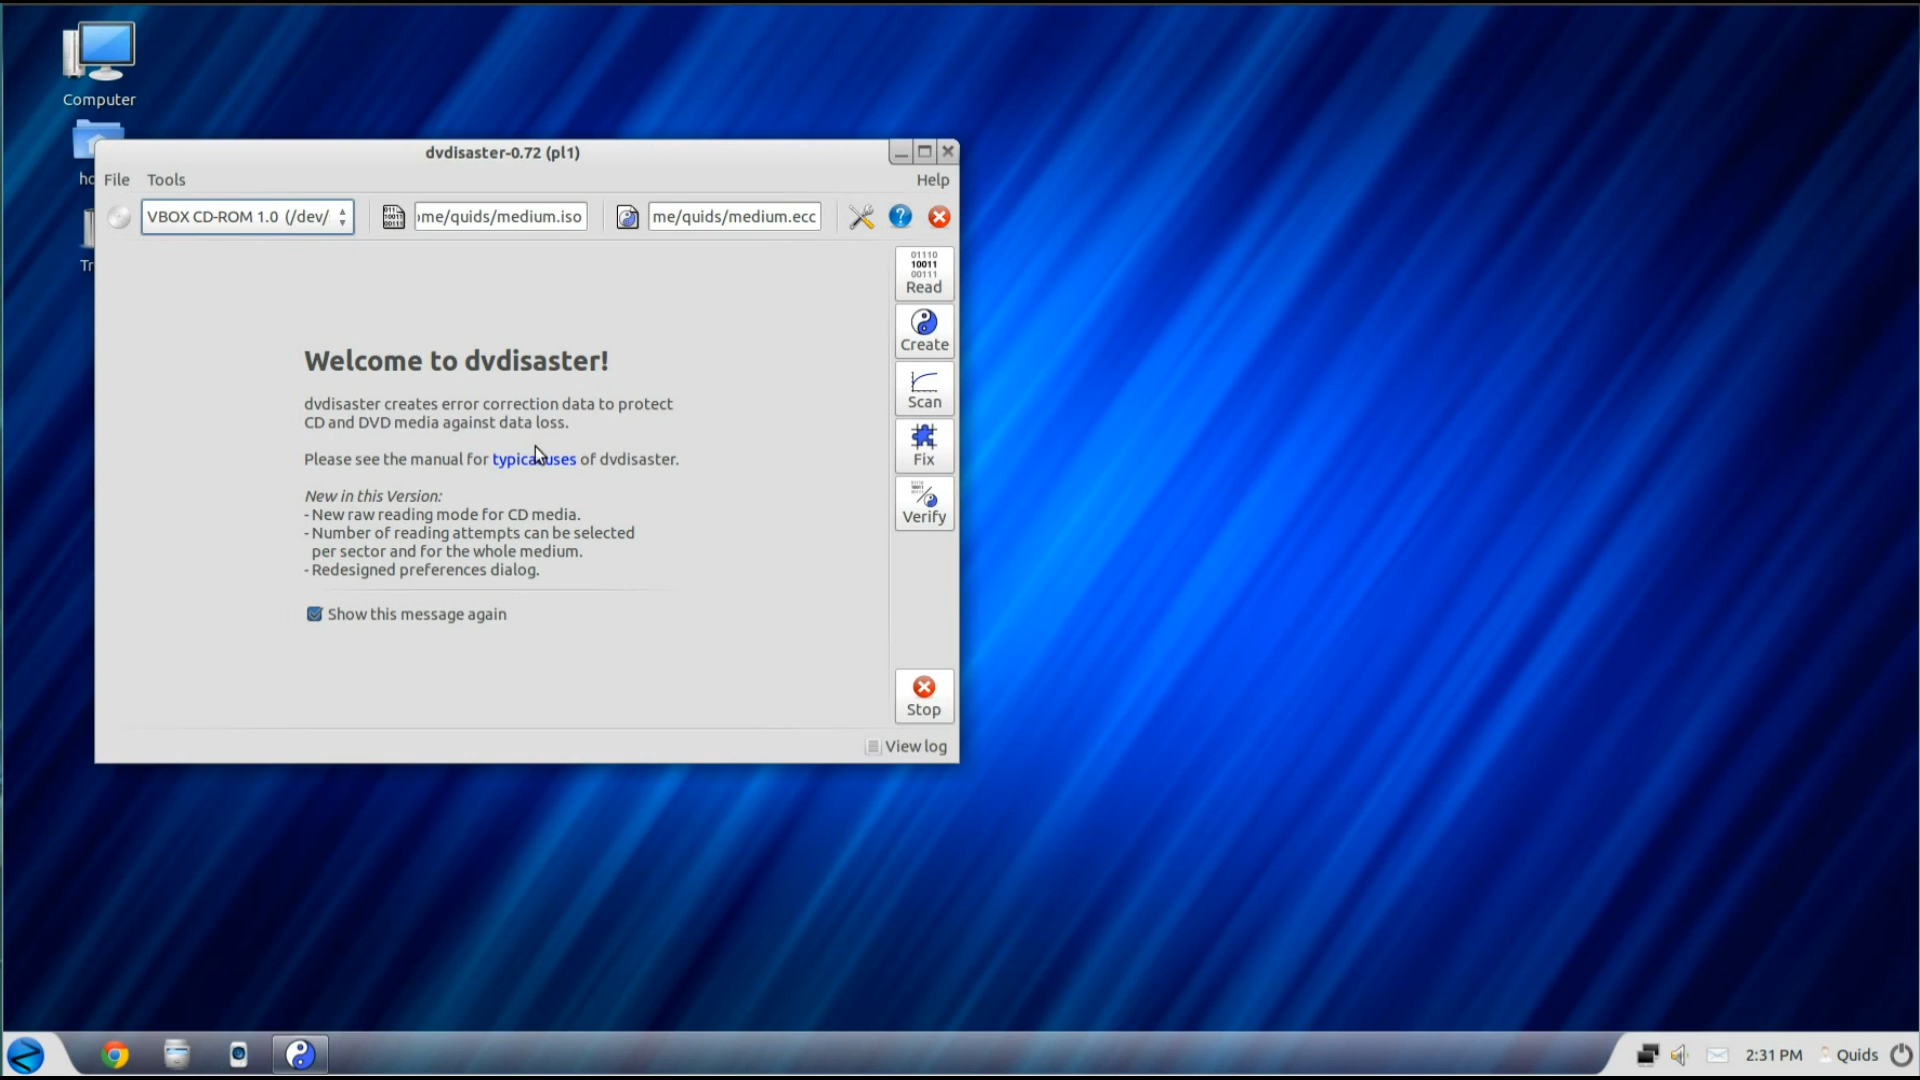 Computer
dvdisaster-0.72 (pl1)
File Tools Help
VBOX CD-ROM 1.0 (/dev/
me/quids/medium.iso
me/quids/medium.ecc
01110
10011
00111
Read
Create
Scan
Fix
Verify
Welcome to dvdisaster!
dvdisaster creates error correction data to protect
CD and DVD media against data loss.
Please see the manual for typical uses of dvdisaster.
New in this Version:
- New raw reading mode for CD media.
- Number of reading attempts can be selected
per sector and for the whole medium.
- Redesigned preferences dialog.
Show this message again
Stop
View log
2:31 PM Quids